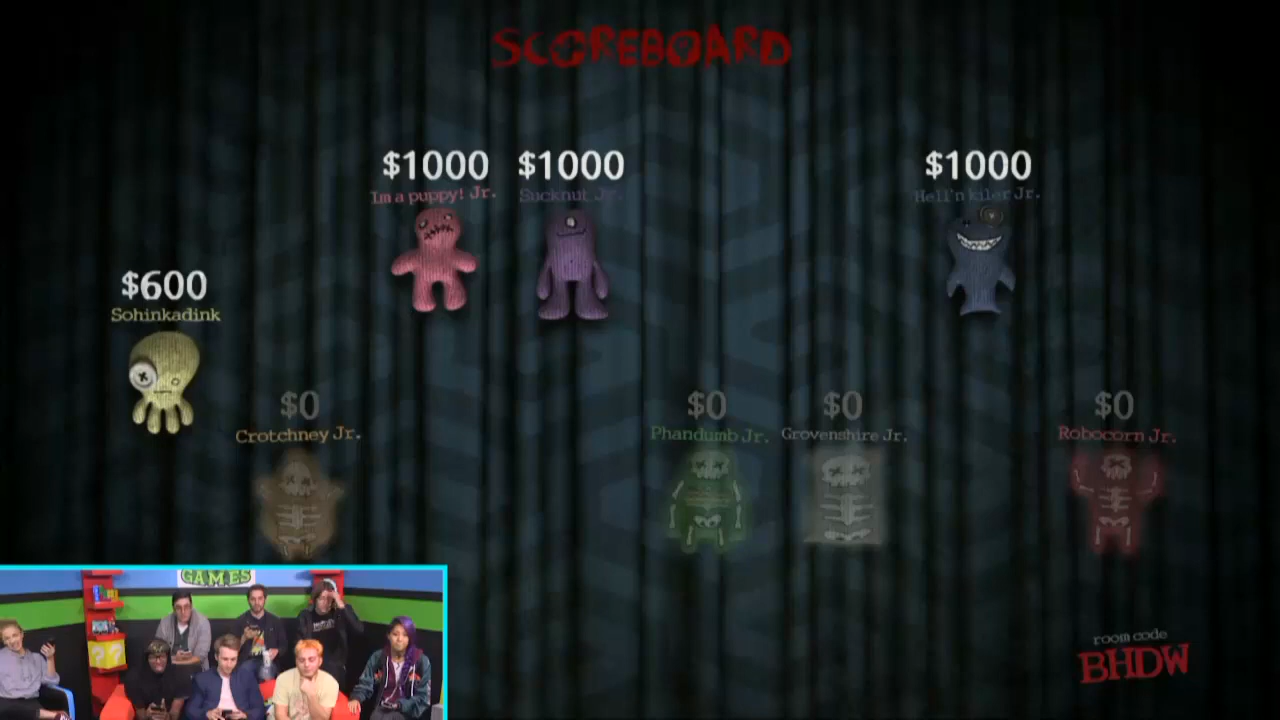 SCOREBOARD
$1000
$1000
$1000
Im a puppy! Jr.
Sucknut Jr.
Hell'n kiler Jr.
$600
Sohinkadink
$0
$0
$0
$0
Crotchney Jr.
Phandumb Jr.
Grovenshire Jr.
Robocorn Jr.
GAMES
room code
BHDW